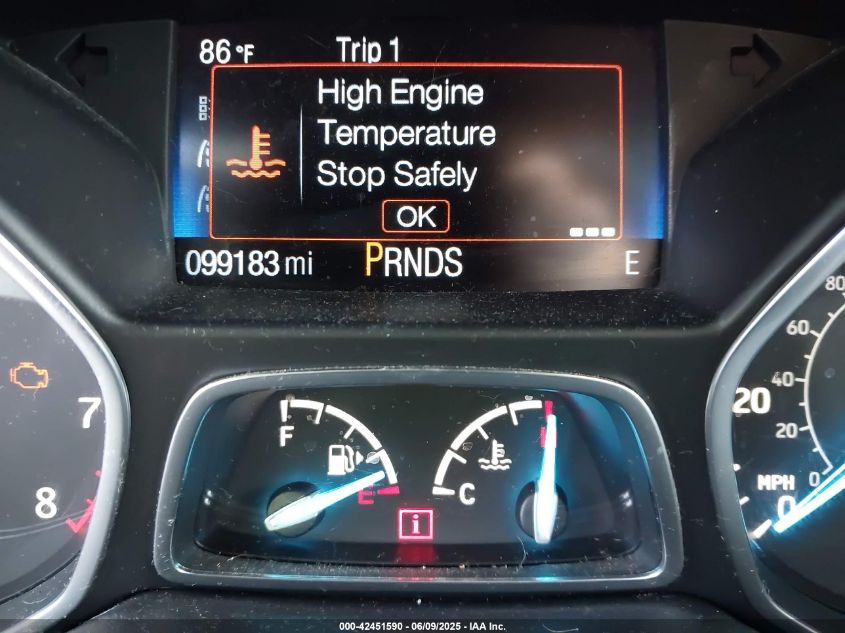 86°F Trip 1
High Engine
Temperature
Stop Safely
OK
099183 mi PRNDS E
7
8
F
E
C
i
80
60
40
20
20
0
MPH
0
000-42451590 - 06/09/2025 - IAA Inc.